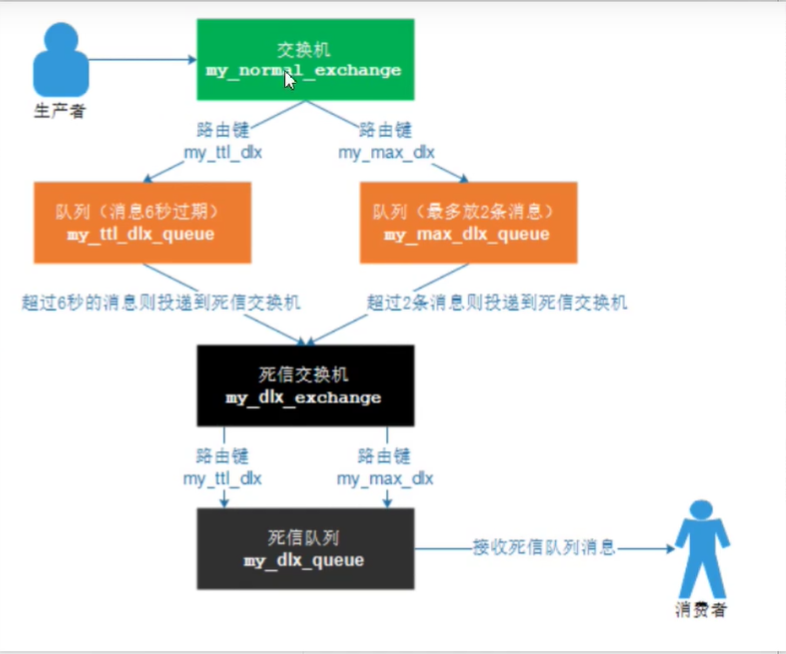 交换机
my_normal_exchange
生产者
路由键
my_ttl_dlx
路由键
my_max_dlx
队列（消息6秒过期）
my_ttl_dlx_queue
队列（最多放2条消息）
my_max_dlx_queue
超过6秒的消息则投递到死信交换机
超过2条消息则投递到死信交换机
死信交换机
my_dlx_exchange
路由键
my_ttl_dlx
路由键
my_max_dlx
死信队列
my_dlx_queue
接收死信队列消息
消费者